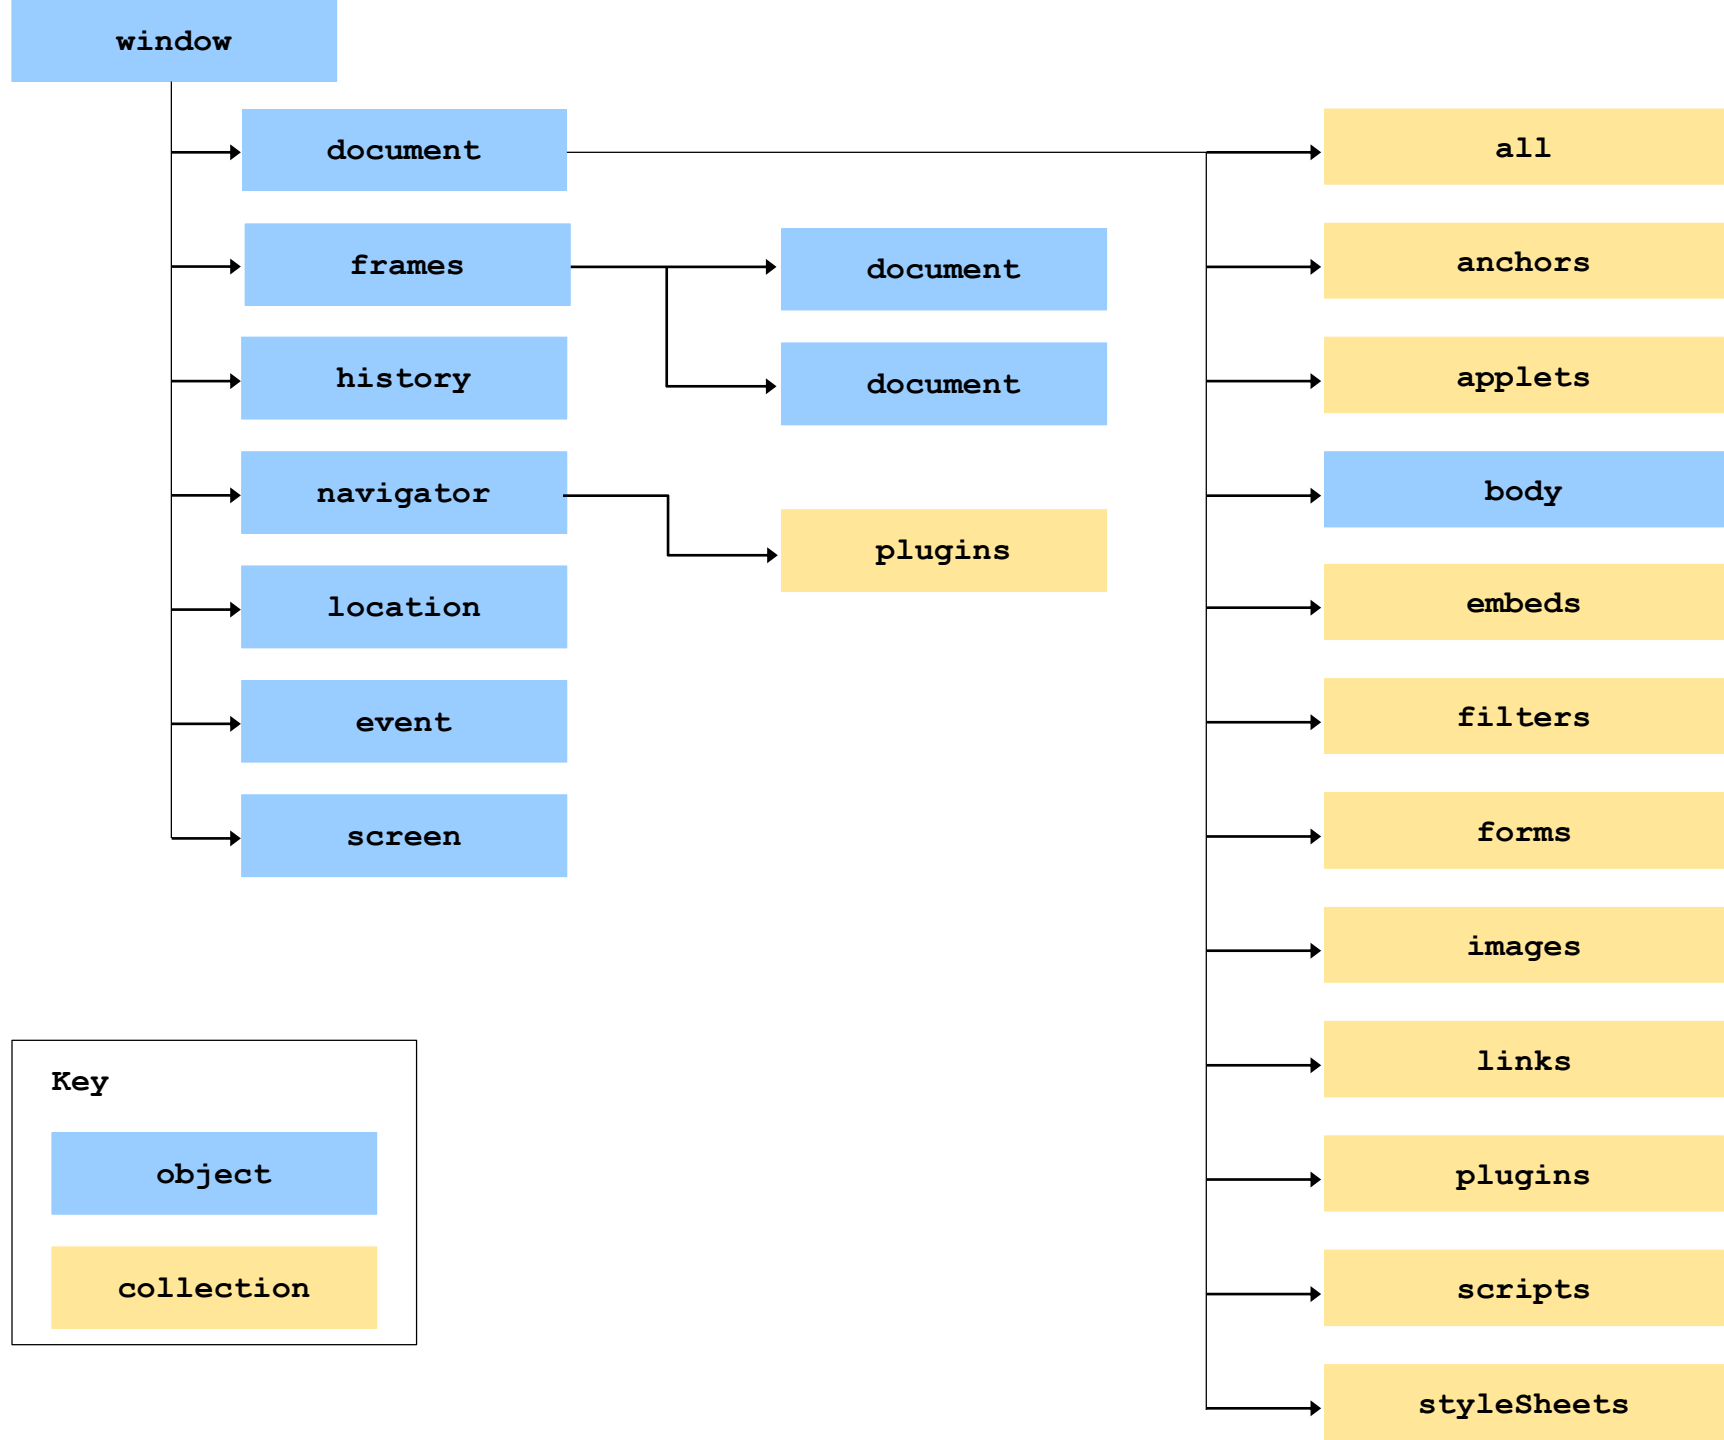 window
document
all
frames
document
anchors
history
document
applets
navigator
plugins
body
location
embeds
event
filters
screen
forms
images
links
plugins
scripts
styleSheets
Key
object
collection